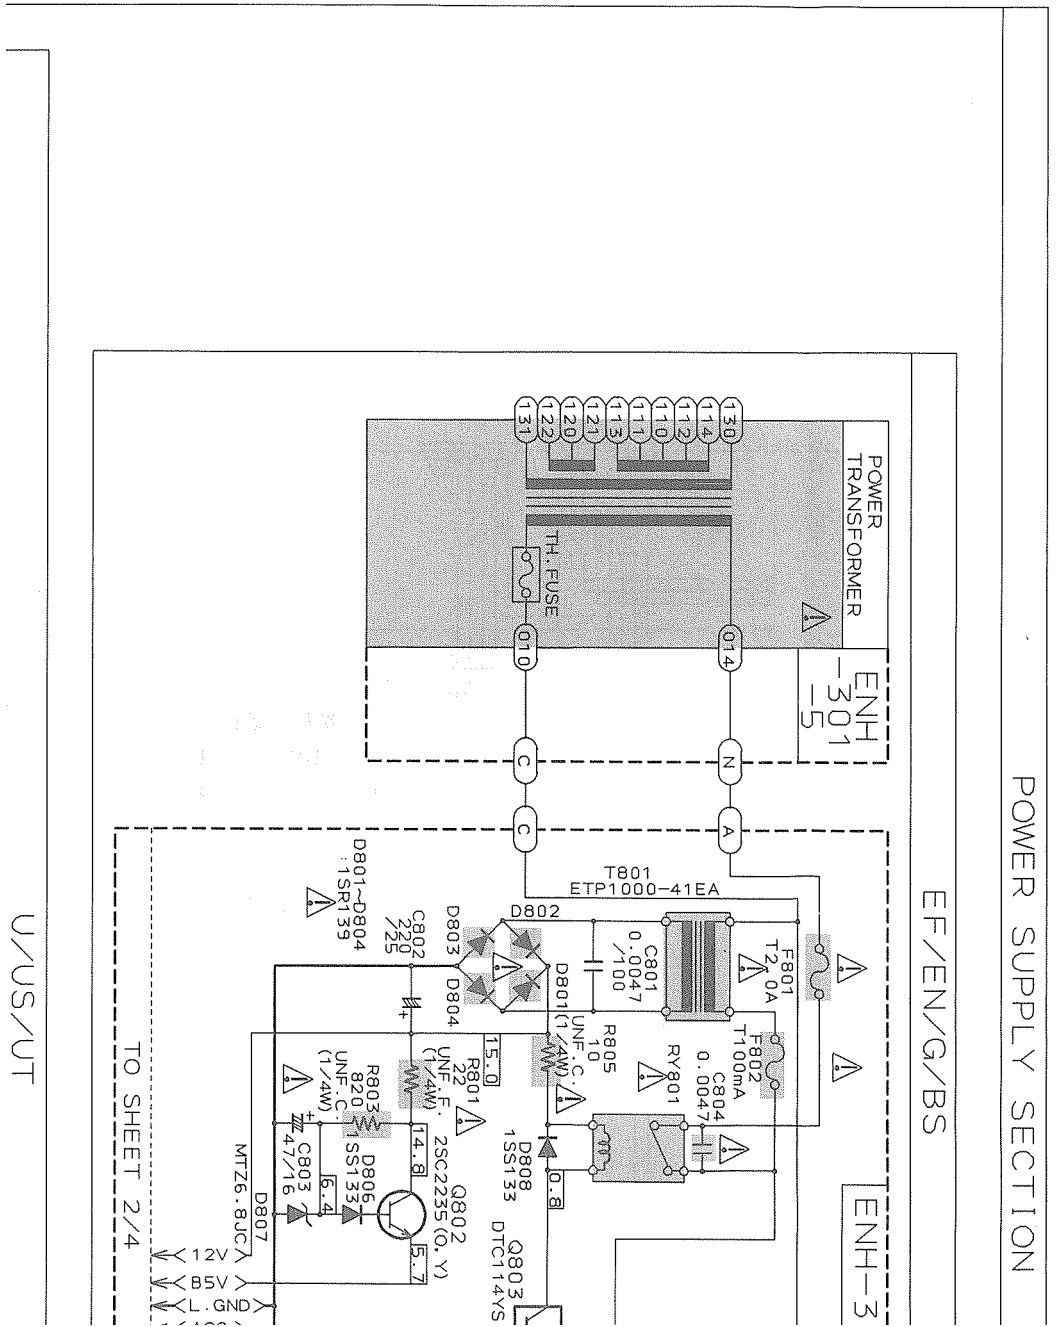 POWER SUPPLY SECTION
EF/EN/G/BS
U/US/UT
ENH-3
POWER
TRANSFORMER
130
114
112
110
111
113
121
120
122
131
TH.FUSE
014
010
ENH
-301
-5
N
C
A
C
T801
ETP1000-41EA
F801
T2.0A
F802
T100mA
C801
0.0047
/100
C804
0.0047
RY801
R805
10
UNF.C.
(1/4W)
D801
D802
D803
D804
D801~D804
:1SR139
C802
220
/25
15.0
R801
22
UNF.F.
(1/4W)
R803
820
UNF.C.
(1/4W)
14.8
D808
1SS133
0.8
Q803
DTC114YS
Q802
2SC2235(O,Y)
5.7
D806
1SS133
6.4
C803
47/16
D807
MTZ6.8JC
12V
B5V
L.GND
TO SHEET 2/4